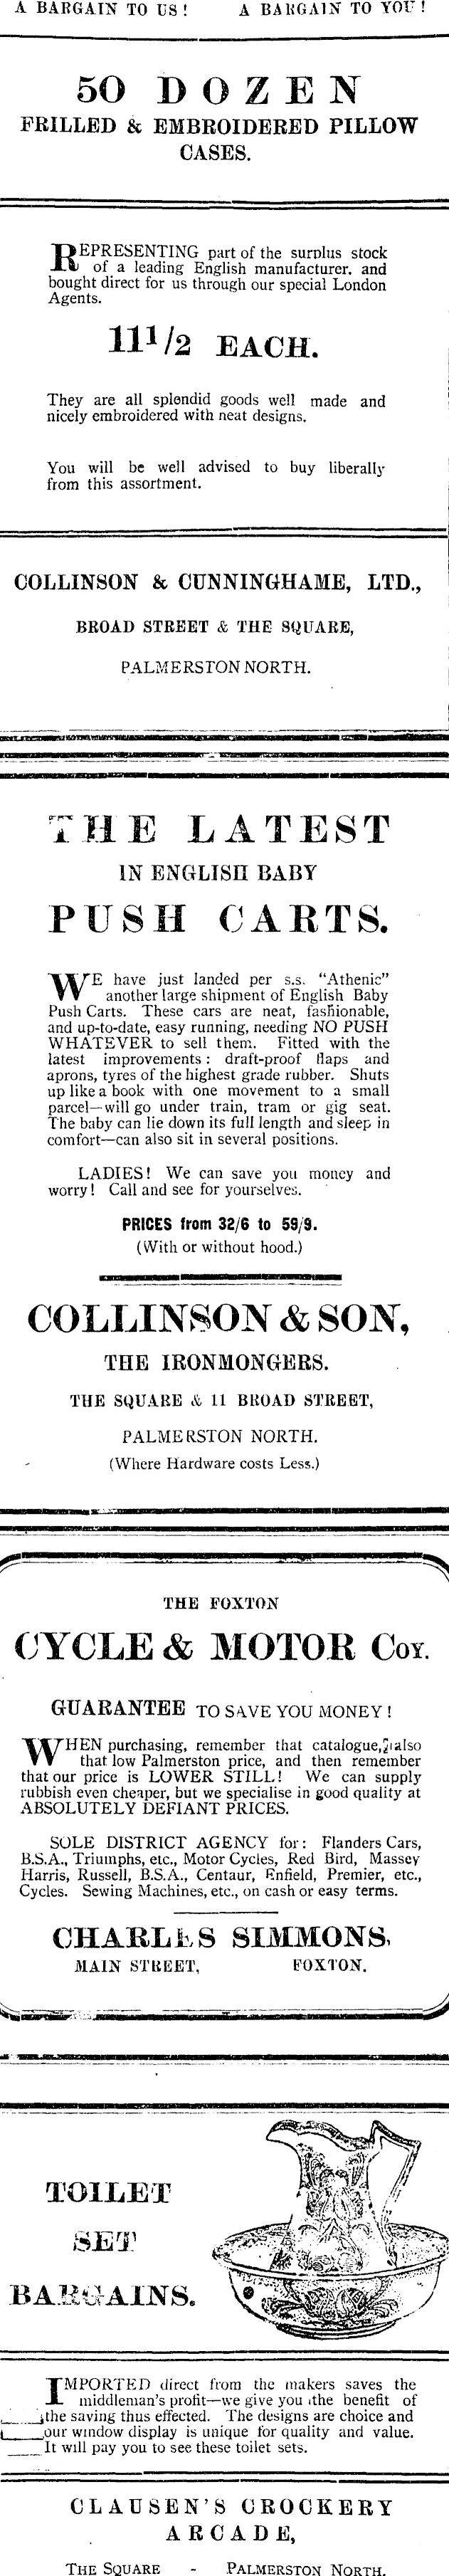 A BARGAIN TO US! A BARGAIN TO YOU!
50 DOZEN
FRILLED & EMBROIDERED PILLOW
CASES.
REPRESENTING part of the surplus stock
of a leading English manufacturer, and
bought direct for us through our special London
Agents.
11 1/2 EACH.
They are all splendid goods well made and
nicely embroidered with neat designs.
You will be well advised to buy liberally
from this assortment.
COLLINSON & CUNNINGHAME, LTD.,
BROAD STREET & THE SQUARE,
PALMERSTON NORTH.
THE LATEST
IN ENGLISH BABY
PUSH CARTS.
WE have just landed per s.s. "Athenic"
another large shipment of English Baby
Push Carts. These cars are neat, fashionable,
and up-to-date, easy running, needing NO PUSH
WHATEVER to sell them. Fitted with the
latest improvements: draft-proof flaps and
aprons, tyres of the highest grade rubber. Shuts
up like a book with one movement to a small
parcel—will go under train, tram or gig seat.
The baby can lie down its full length and sleep in
comfort—can also sit in several positions.
LADIES! We can save you money and
worry! Call and see for yourselves.
PRICES from 32/6 to 59/9.
(With or without hood.)
COLLINSON & SON,
THE IRONMONGERS.
THE SQUARE & 11 BROAD STREET,
PALMERSTON NORTH.
(Where Hardware costs Less.)
THE FOXTON
CYCLE & MOTOR COY.
GUARANTEE TO SAVE YOU MONEY!
WHEN purchasing, remember that catalogue, also
that low Palmerston price, and then remember
that our price is LOWER STILL! We can supply
rubbish even cheaper, but we specialise in good quality at
ABSOLUTELY DEFIANT PRICES.
SOLE DISTRICT AGENCY for: Flanders Cars,
B.S.A., Triumphs, etc., Motor Cycles, Red Bird, Massey
Harris, Russell, B.S.A., Centaur, Enfield, Premier, etc.,
Cycles. Sewing Machines, etc., on cash or easy terms.
CHARLES SIMMONS,
MAIN STREET, FOXTON.
TOILET
SET
BARGAINS.
IMPORTED direct from the makers saves the
middleman's profit—we give you the benefit of
the saving thus effected. The designs are choice and
our window display is unique for quality and value.
It will pay you to see these toilet sets.
CLAUSEN'S CROCKERY
ARCADE,
THE SQUARE - PALMERSTON NORTH.